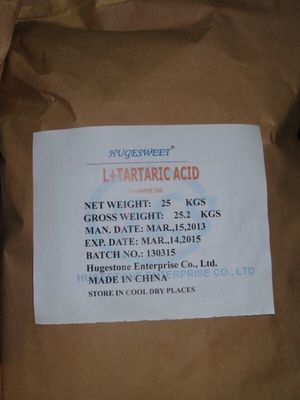 HUGESWEET®
L+TARTARIC ACID
NET WEIGHT: 25 KGS
GROSS WEIGHT: 25.2 KGS
MAN. DATE: MAR.,15,2013
EXP. DATE: MAR.,14,2015
BATCH NO.: 130315
Hugestone Enterprise Co., Ltd.
MADE IN CHINA
STORE IN COOL DRY PLACES